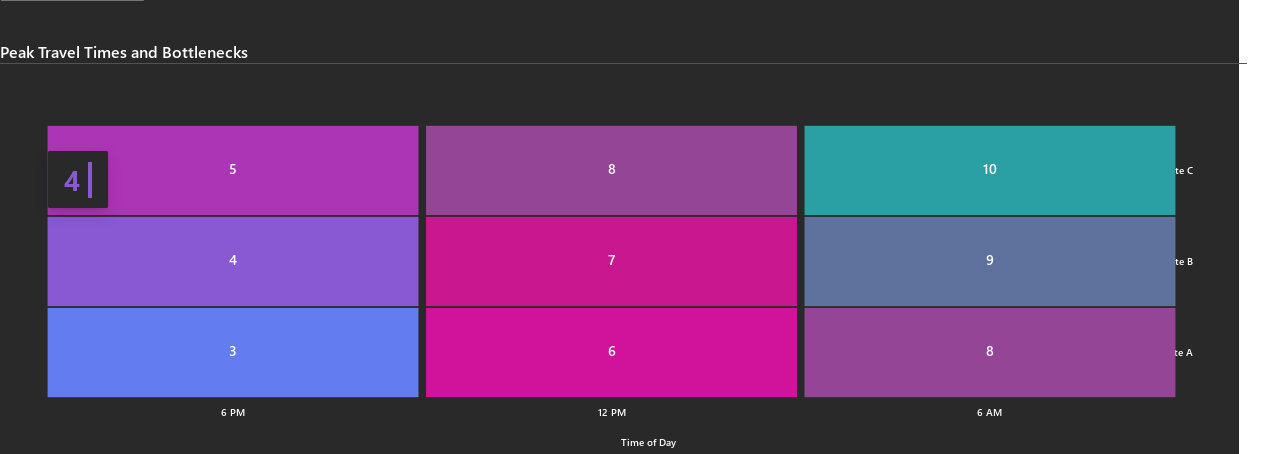 Peak Travel Times and Bottlenecks
5 8 10 te C
4
4 7 9 te B
3 6 8 te A
6 PM 12 PM 6 AM
Time of Day